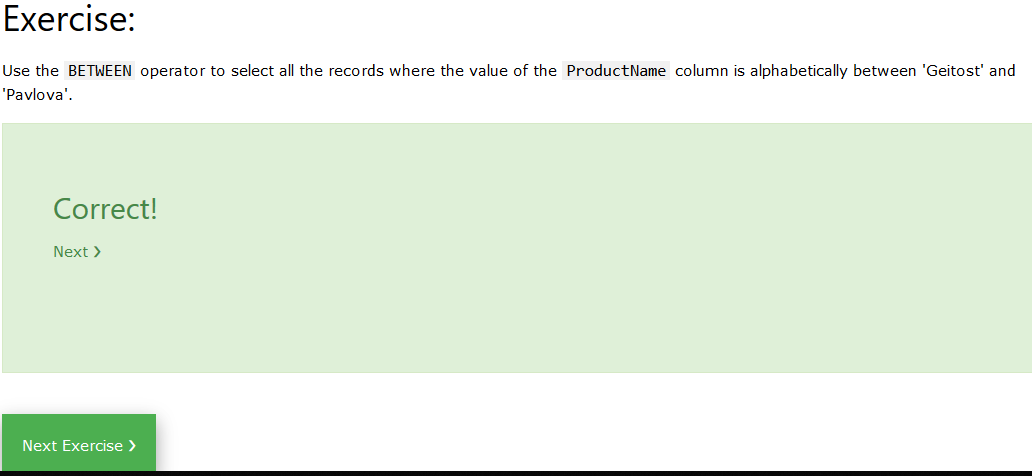 Exercise:
Use the BETWEEN operator to select all the records where the value of the ProductName column is alphabetically between 'Geitost' and
'Pavlova'.
Correct!
Next ❯
Next Exercise ❯